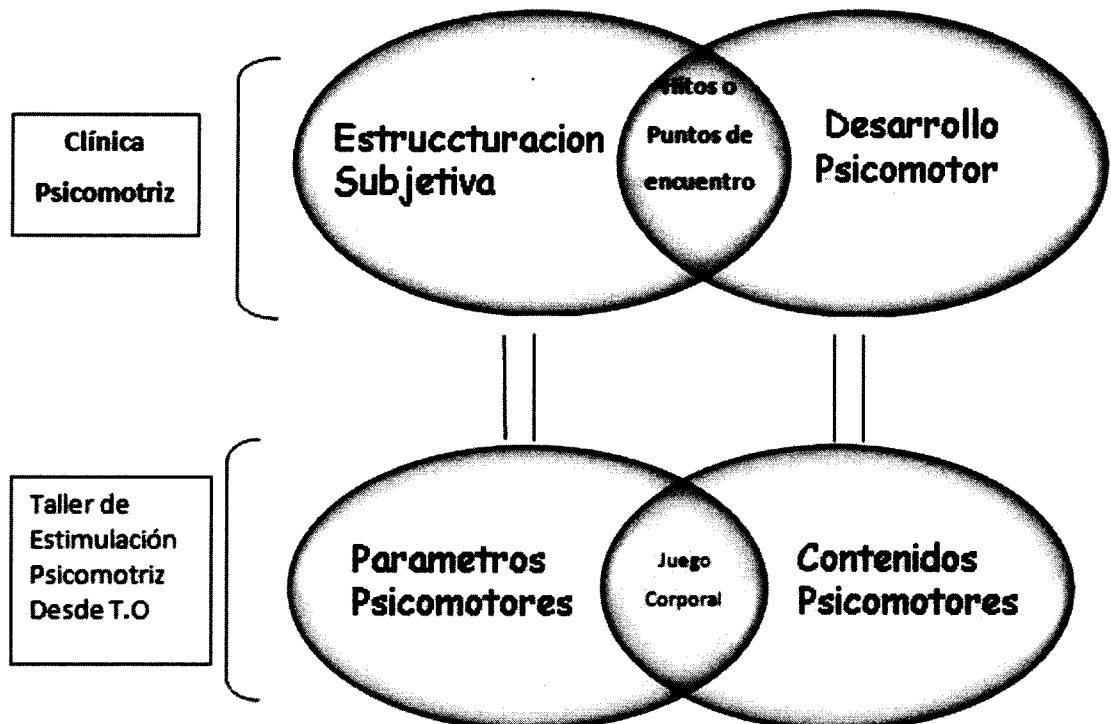 Clínica
Psicomotriz
Estruccturacion
Subjetiva
Hitos o
Puntos de
encuentro
Desarrollo
Psicomotor
Taller de
Estimulación
Psicomotriz
Desde T.O
Parametros
Psicomotores
Juego
Corporal
Contenidos
Psicomotores